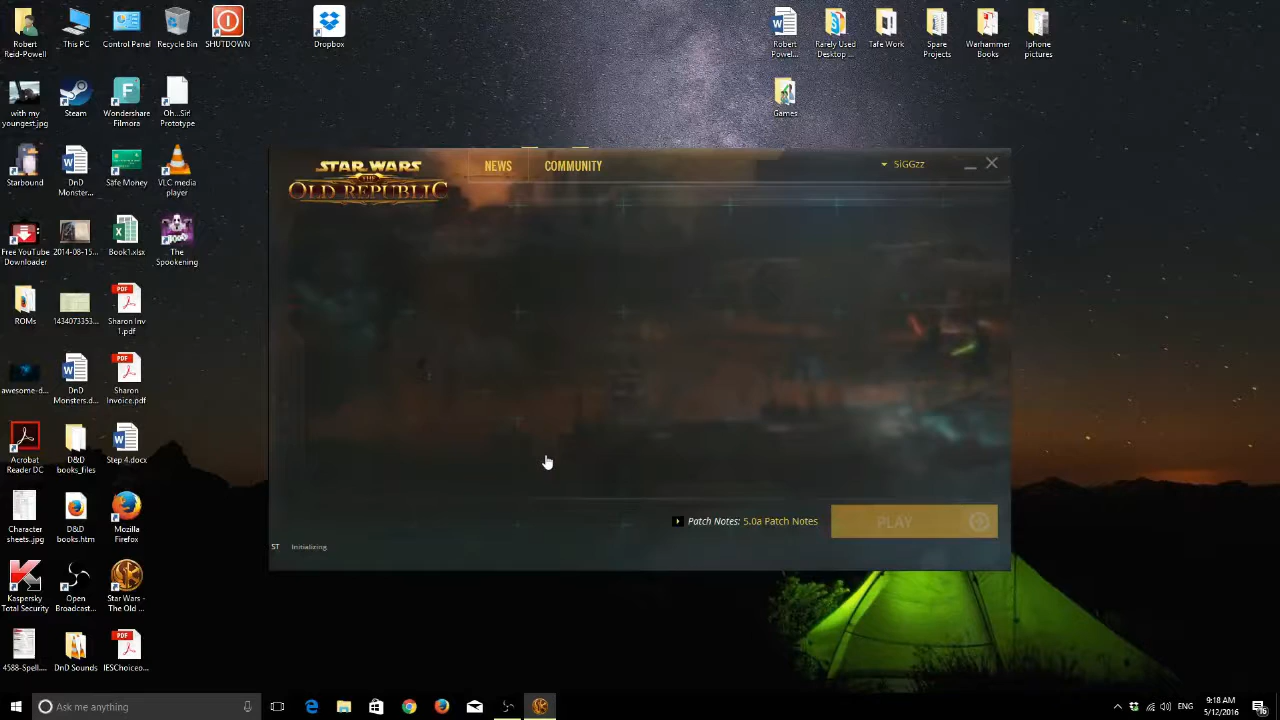 Robert
Reid-Powell
This PC
Control Panel
Recycle Bin
SHUTDOWN
Dropbox
Robert
Powel...
Rarely Used
Desktop ...
Tafe Work
Spare
Projects
Warhammer
Books
Iphone
pictures
with my
youngest.jpg
Steam
Wondershare
Filmora
Oh...Sir!
Prototype
Games
Starbound
DnD
Monster...
Safe Money
VLC media
player
Free YouTube
Downloader
2014-08-15...
Book1.xlsx
The
Spookening
ROMs
1434073353...
Sharon Inv
1.pdf
awesome-d...
DnD
Monsters.d...
Sharon
Invoice.pdf
Acrobat
Reader DC
D&D
books_files
Step 4.docx
Character
sheets.jpg
D&D
books.htm
Mozilla
Firefox
Kaspersky
Total Security
Open
Broadcast...
Star Wars -
The Old ...
4588-Spell....
DnD Sounds
IESChoiceo...
STAR WARS
THE
OLD REPUBLIC
NEWS
COMMUNITY
SiGGzz
Patch Notes: 5.0a Patch Notes
PLAY
ST Initializing
Ask me anything
ENG
9:18 AM
5/12/2016